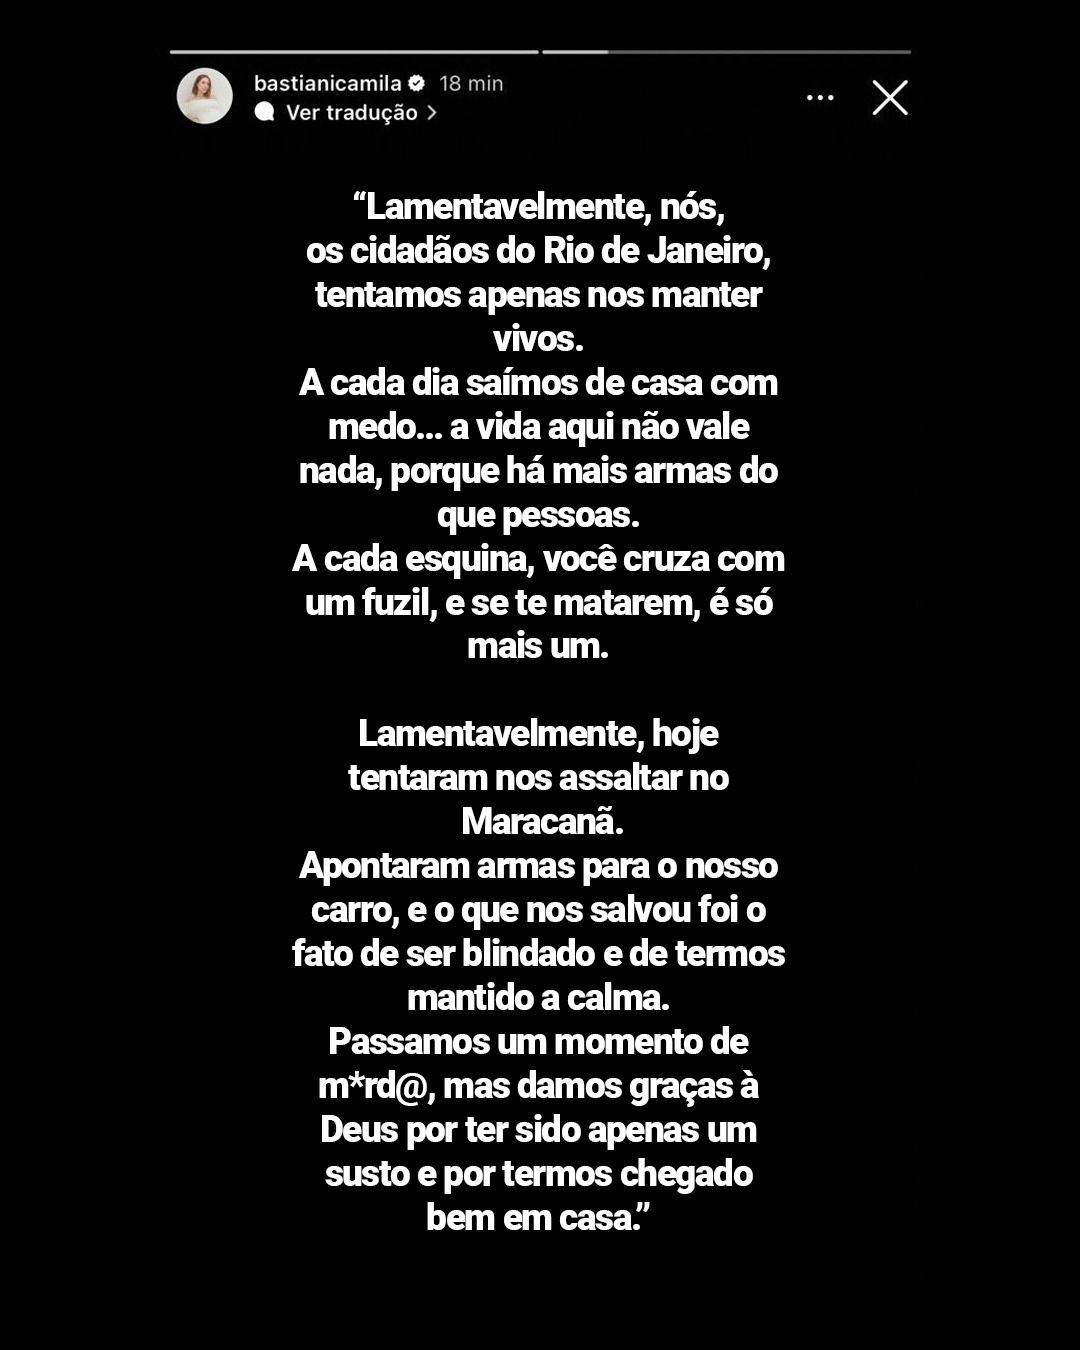 bastianicamila 18 min
Ver tradução
“Lamentavelmente, nós,
os cidadãos do Rio de Janeiro,
tentamos apenas nos manter
vivos.
A cada dia saímos de casa com
medo... a vida aqui não vale
nada, porque há mais armas do
que pessoas.
A cada esquina, você cruza com
um fuzil, e se te matarem, é só
mais um.
Lamentavelmente, hoje
tentaram nos assaltar no
Maracanã.
Apontaram armas para o nosso
carro, e o que nos salvou foi o
fato de ser blindado e de termos
mantido a calma.
Passamos um momento de
m*rd@, mas damos graças à
Deus por ter sido apenas um
susto e por termos chegado
bem em casa.”